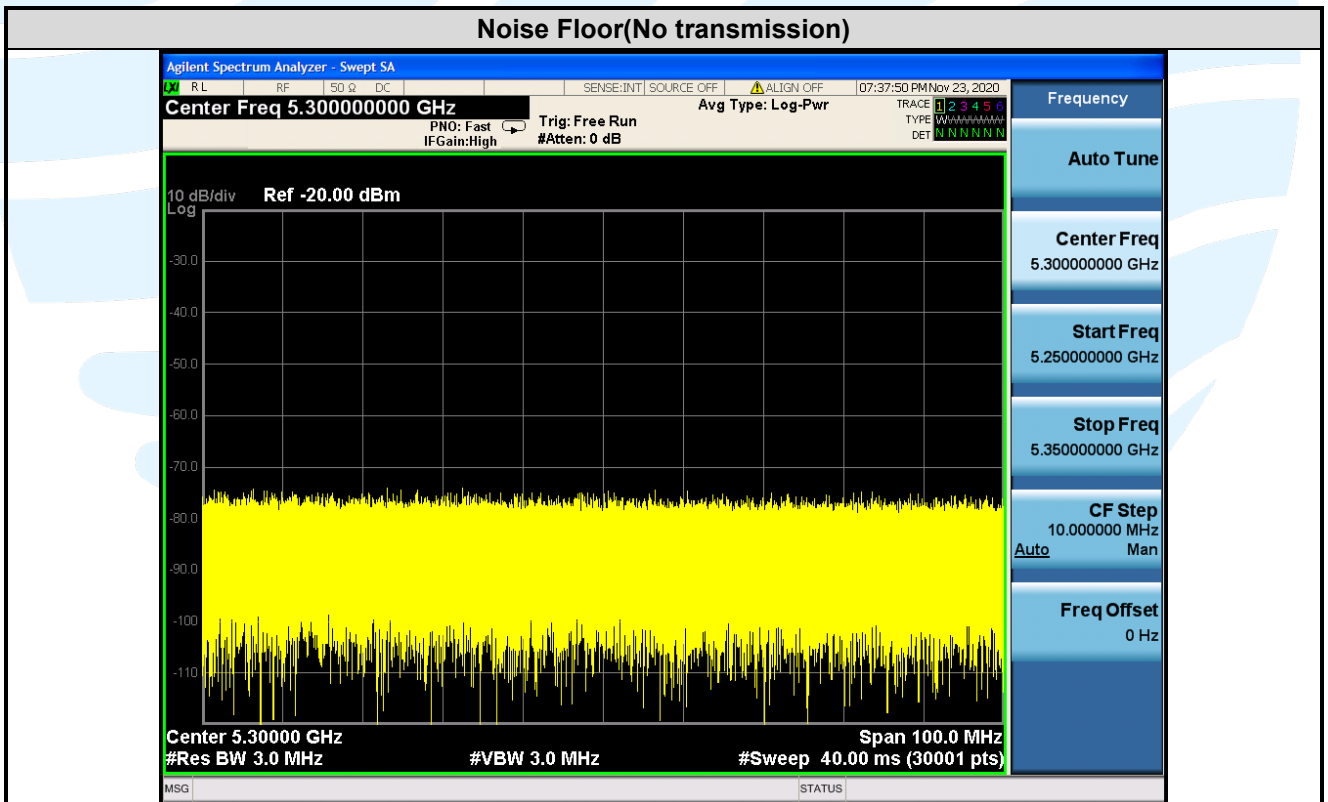 Noise Floor(No transmission)
Agilent Spectrum Analyzer - Swept SA
LXI RL RF 50 Ω DC SENSE:INT SOURCE OFF ALIGN OFF 07:37:50 PM Nov 23, 2020
Center Freq 5.300000000 GHz
PNO: Fast
IFGain:High
Trig: Free Run
#Atten: 0 dB
Avg Type: Log-Pwr
TRACE 1 2 3 4 5 6
TYPE WWWWWWW
DET N N N N N N
10 dB/div Ref -20.00 dBm
Log
-30.0
-40.0
-50.0
-60.0
-70.0
-80.0
-90.0
-100
-110
Center 5.30000 GHz Span 100.0 MHz
#Res BW 3.0 MHz #VBW 3.0 MHz #Sweep 40.00 ms (30001 pts)
MSG STATUS
Frequency
Auto Tune
Center Freq
5.300000000 GHz
Start Freq
5.250000000 GHz
Stop Freq
5.350000000 GHz
CF Step
10.000000 MHz
Auto Man
Freq Offset
0 Hz